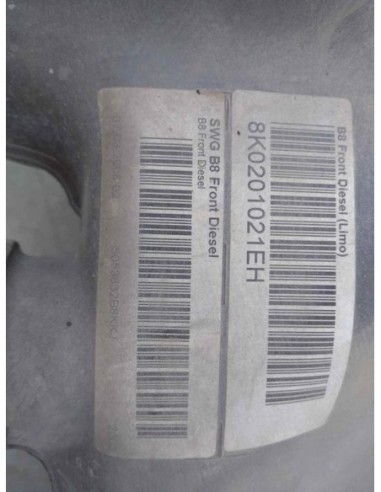 B8 Front Diesel (Limo)
8K0201021EH
SWG B8 Front Diesel
B8 Front Diesel